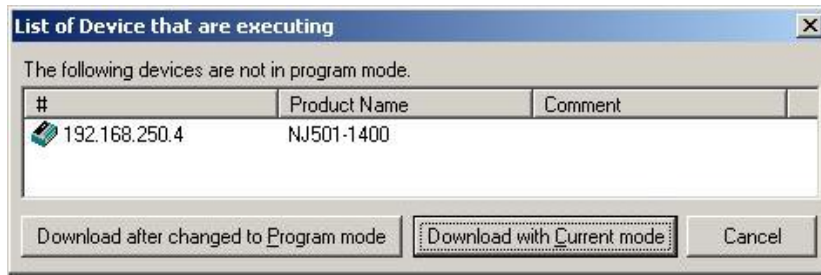 List of Device that are executing
The following devices are not in program mode.
# Product Name Comment
192.168.250.4 NJ501-1400
Download after changed to Program mode Download with Current mode Cancel